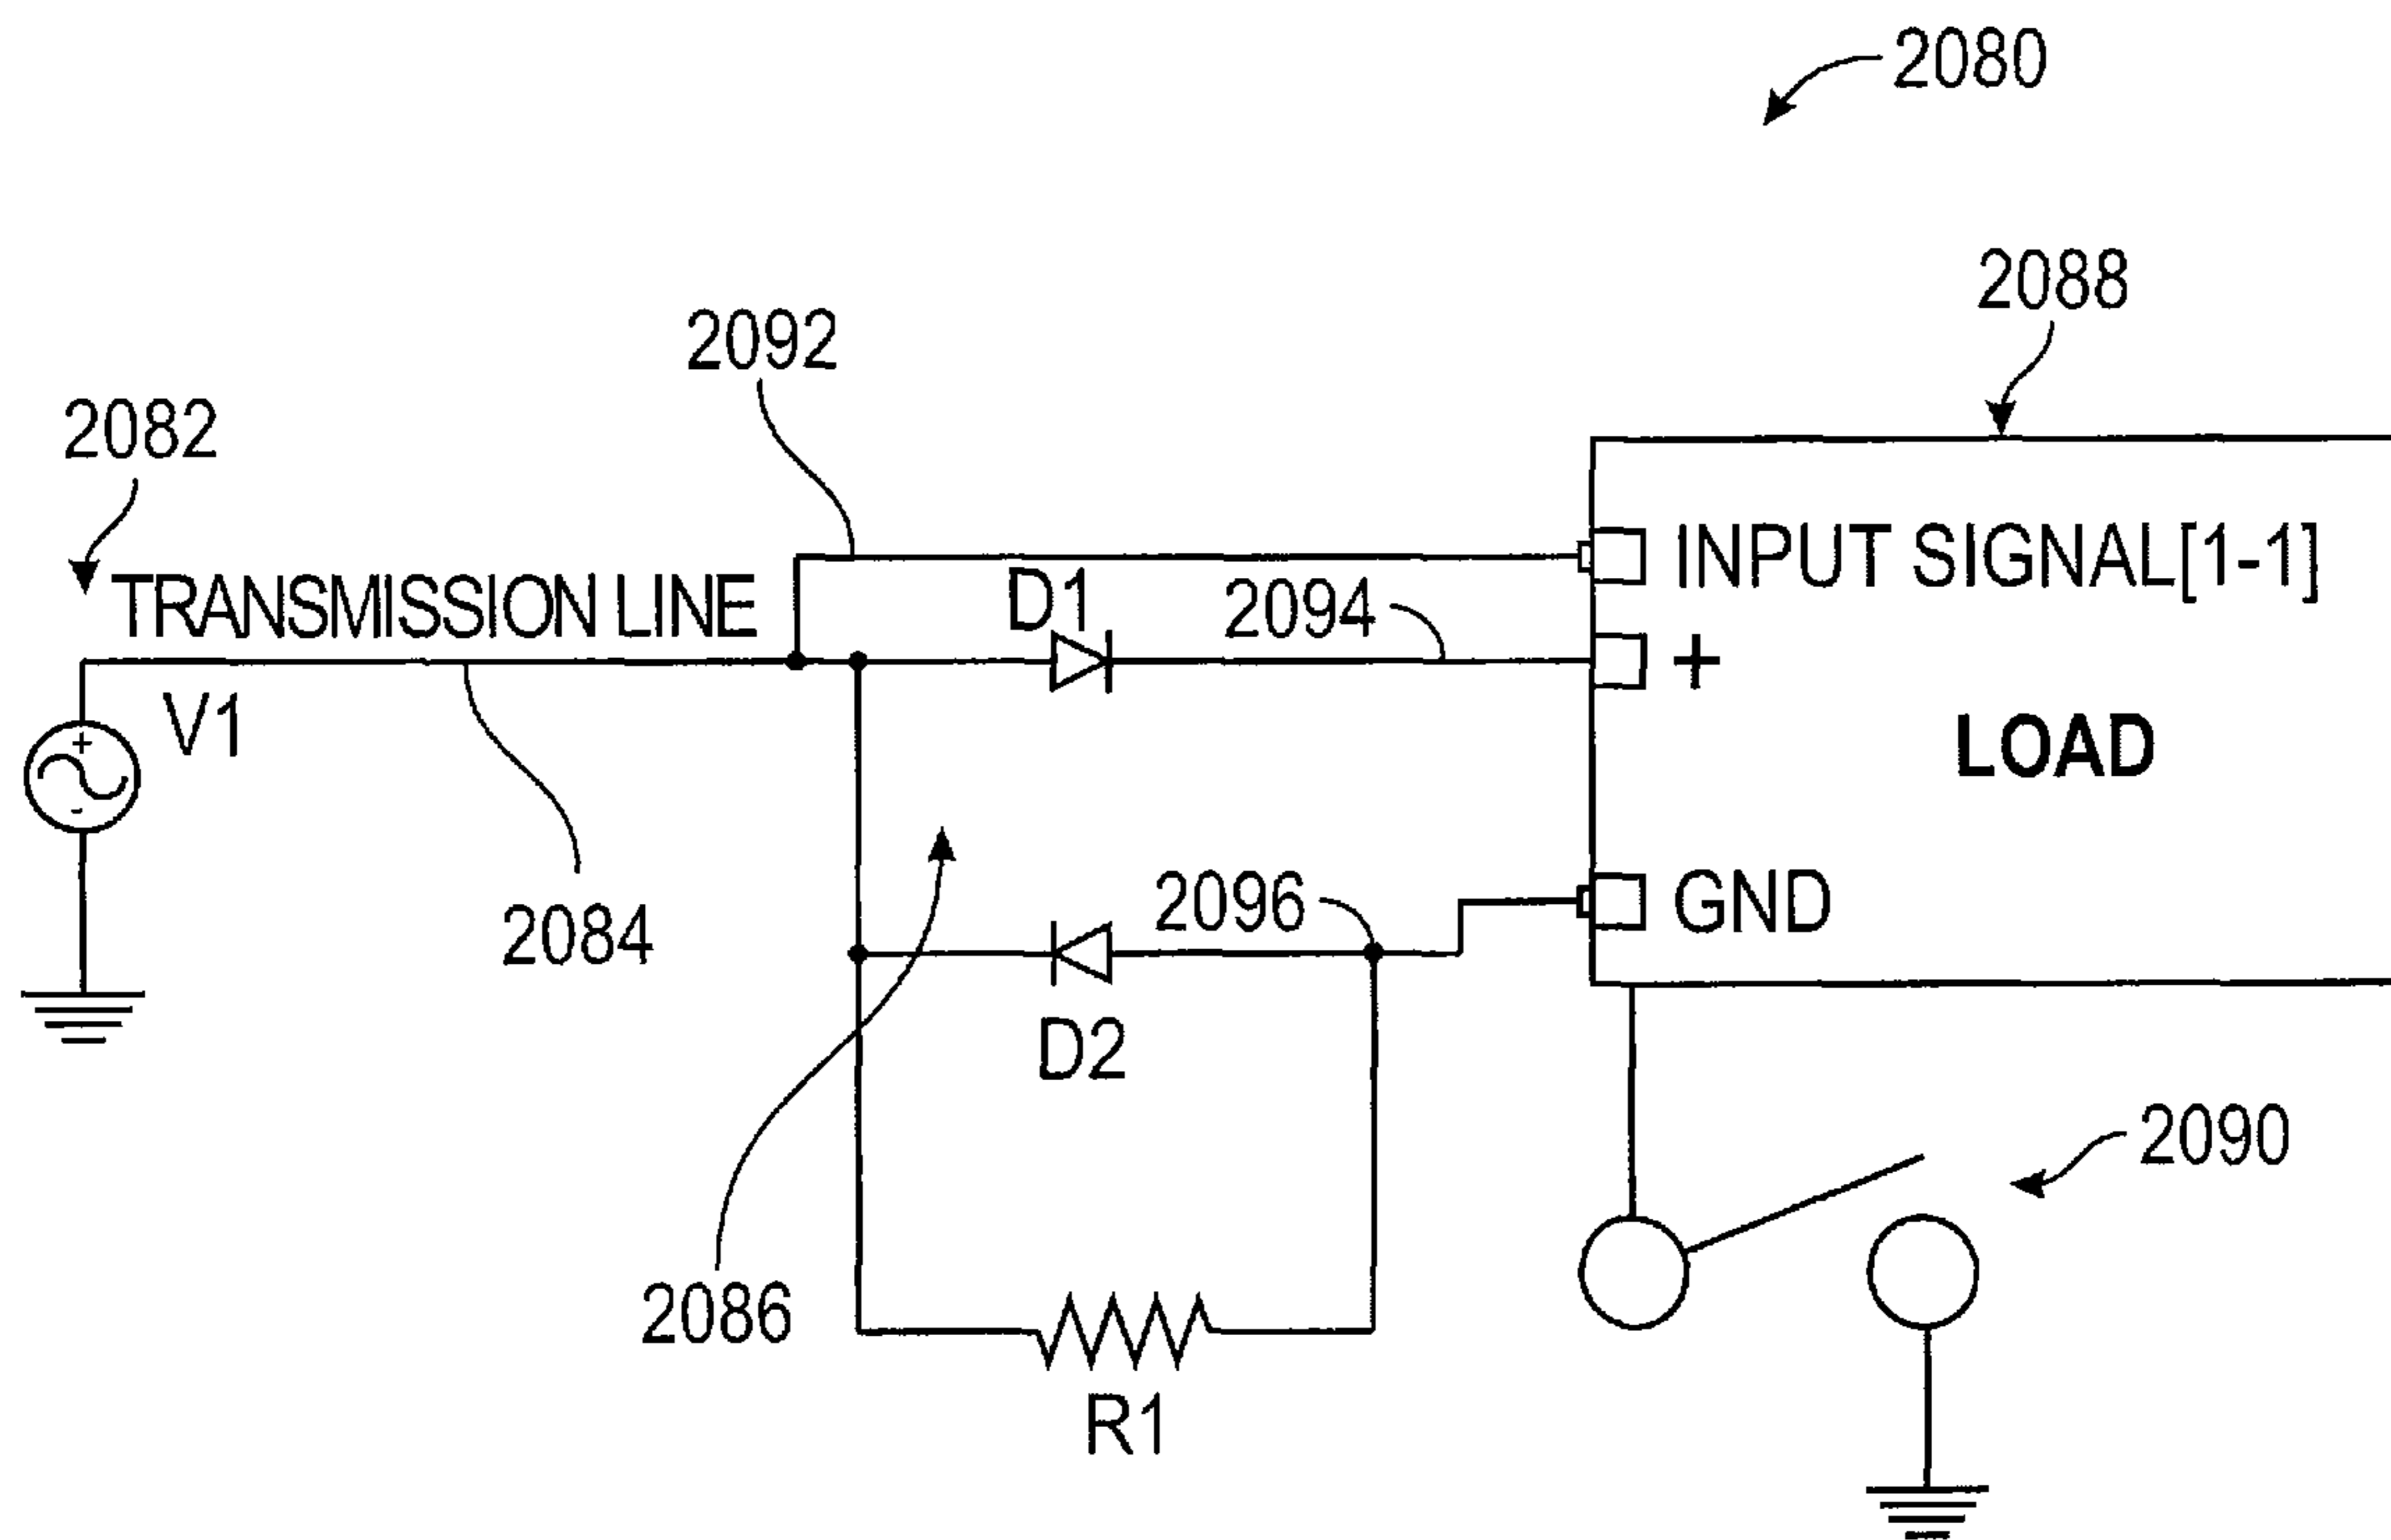 2080
2088
2092
2082
INPUT SIGNAL[1-1]
D1
2094
TRANSMISSION LINE
+
V1
+
-
LOAD
2096
GND
2084
D2
2090
2086
R1